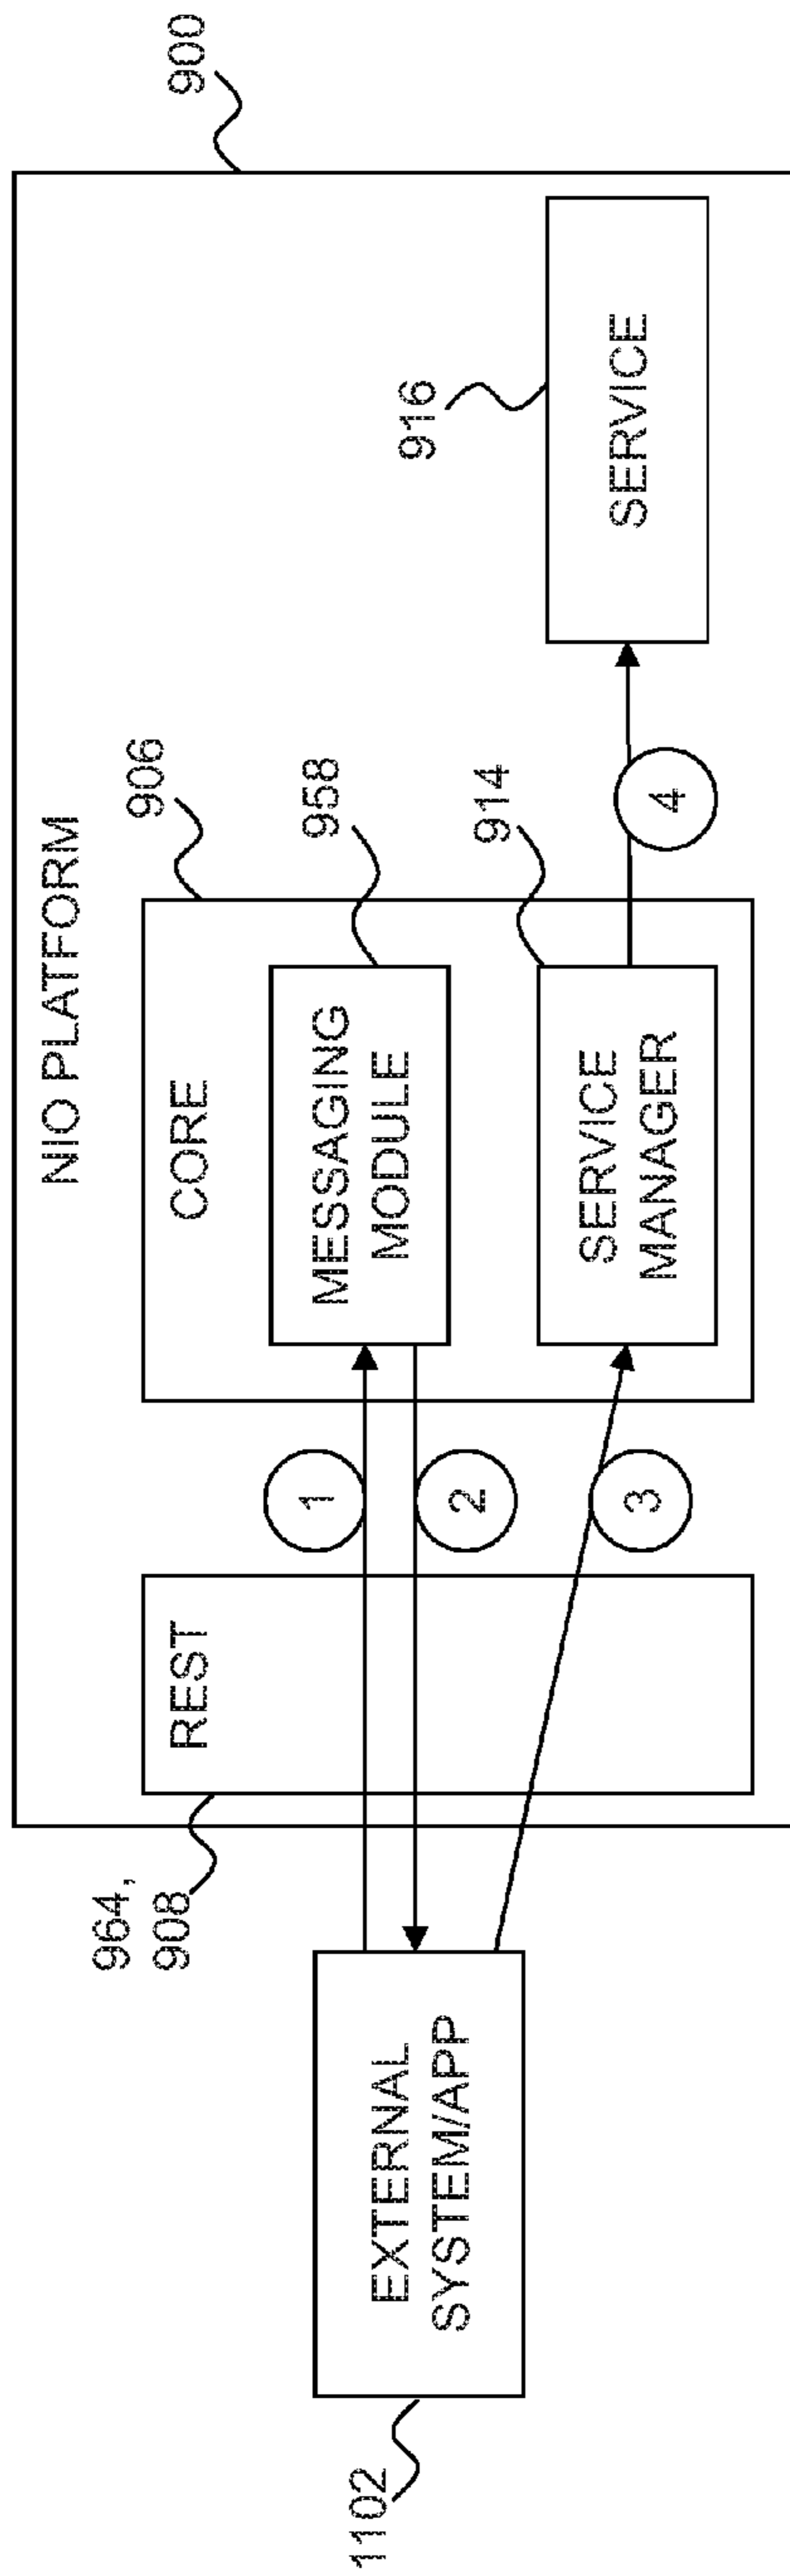 NIO PLATFORM
900
906
CORE
REST
964,
908
958
MESSAGING
MODULE
916
914
SERVICE
MANAGER
SERVICE
EXTERNAL
SYSTEM/APP
1102
1
2
3
4